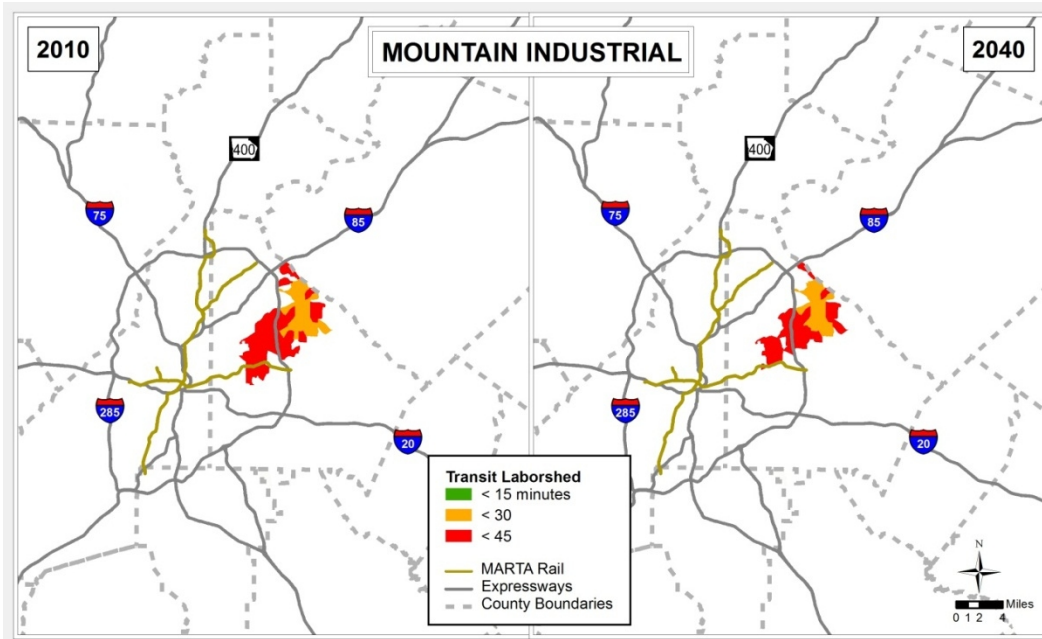 2010
MOUNTAIN INDUSTRIAL
2040
400
400
75
85
75
85
285
20
285
20
Transit Laborshed
< 15 minutes
< 30
< 45
MARTA Rail
Expressways
County Boundaries
N
Miles
0 1 2 4